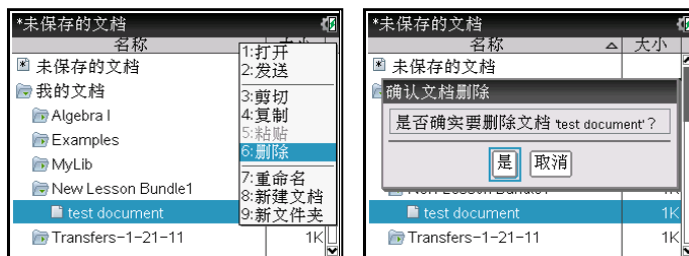 *未保存的文档
名称
1:打开
2:发送
3:剪切
4:复制
5:粘贴
6:删除
7:重命名
8:新建文档
9:新文件夹
未保存的文档
我的文档
Algebra I
Examples
MyLib
New Lesson Bundle1
test document
Transfers-1-21-11 1K
*未保存的文档
名称 大小
未保存的文档
确认文档删除
是否确实要删除文档 'test document'？
是 取消
test document 1K
Transfers-1-21-11 1K